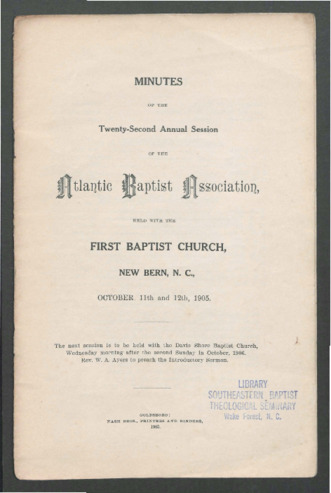 MINUTES
OF THE
Twenty-Second Annual Session
OF THE
Atlantic Baptist Association,
HELD WITH THE
FIRST BAPTIST CHURCH,
NEW BERN, N. C.,
OCTOBER 11th and 12th, 1905.
The next session is to be held with the Davis Shore Baptist Church,
Wednesday morning after the second Sunday in October, 1906.
Rev. W. A. Ayers to preach the Introductory Sermon.
LIBRARY
SOUTHEASTERN BAPTIST
THEOLOGICAL SEMINARY
Wake Forest, N. C.
GOLDSBORO:
NASH BROS., PRINTERS AND BINDERS,
1905.